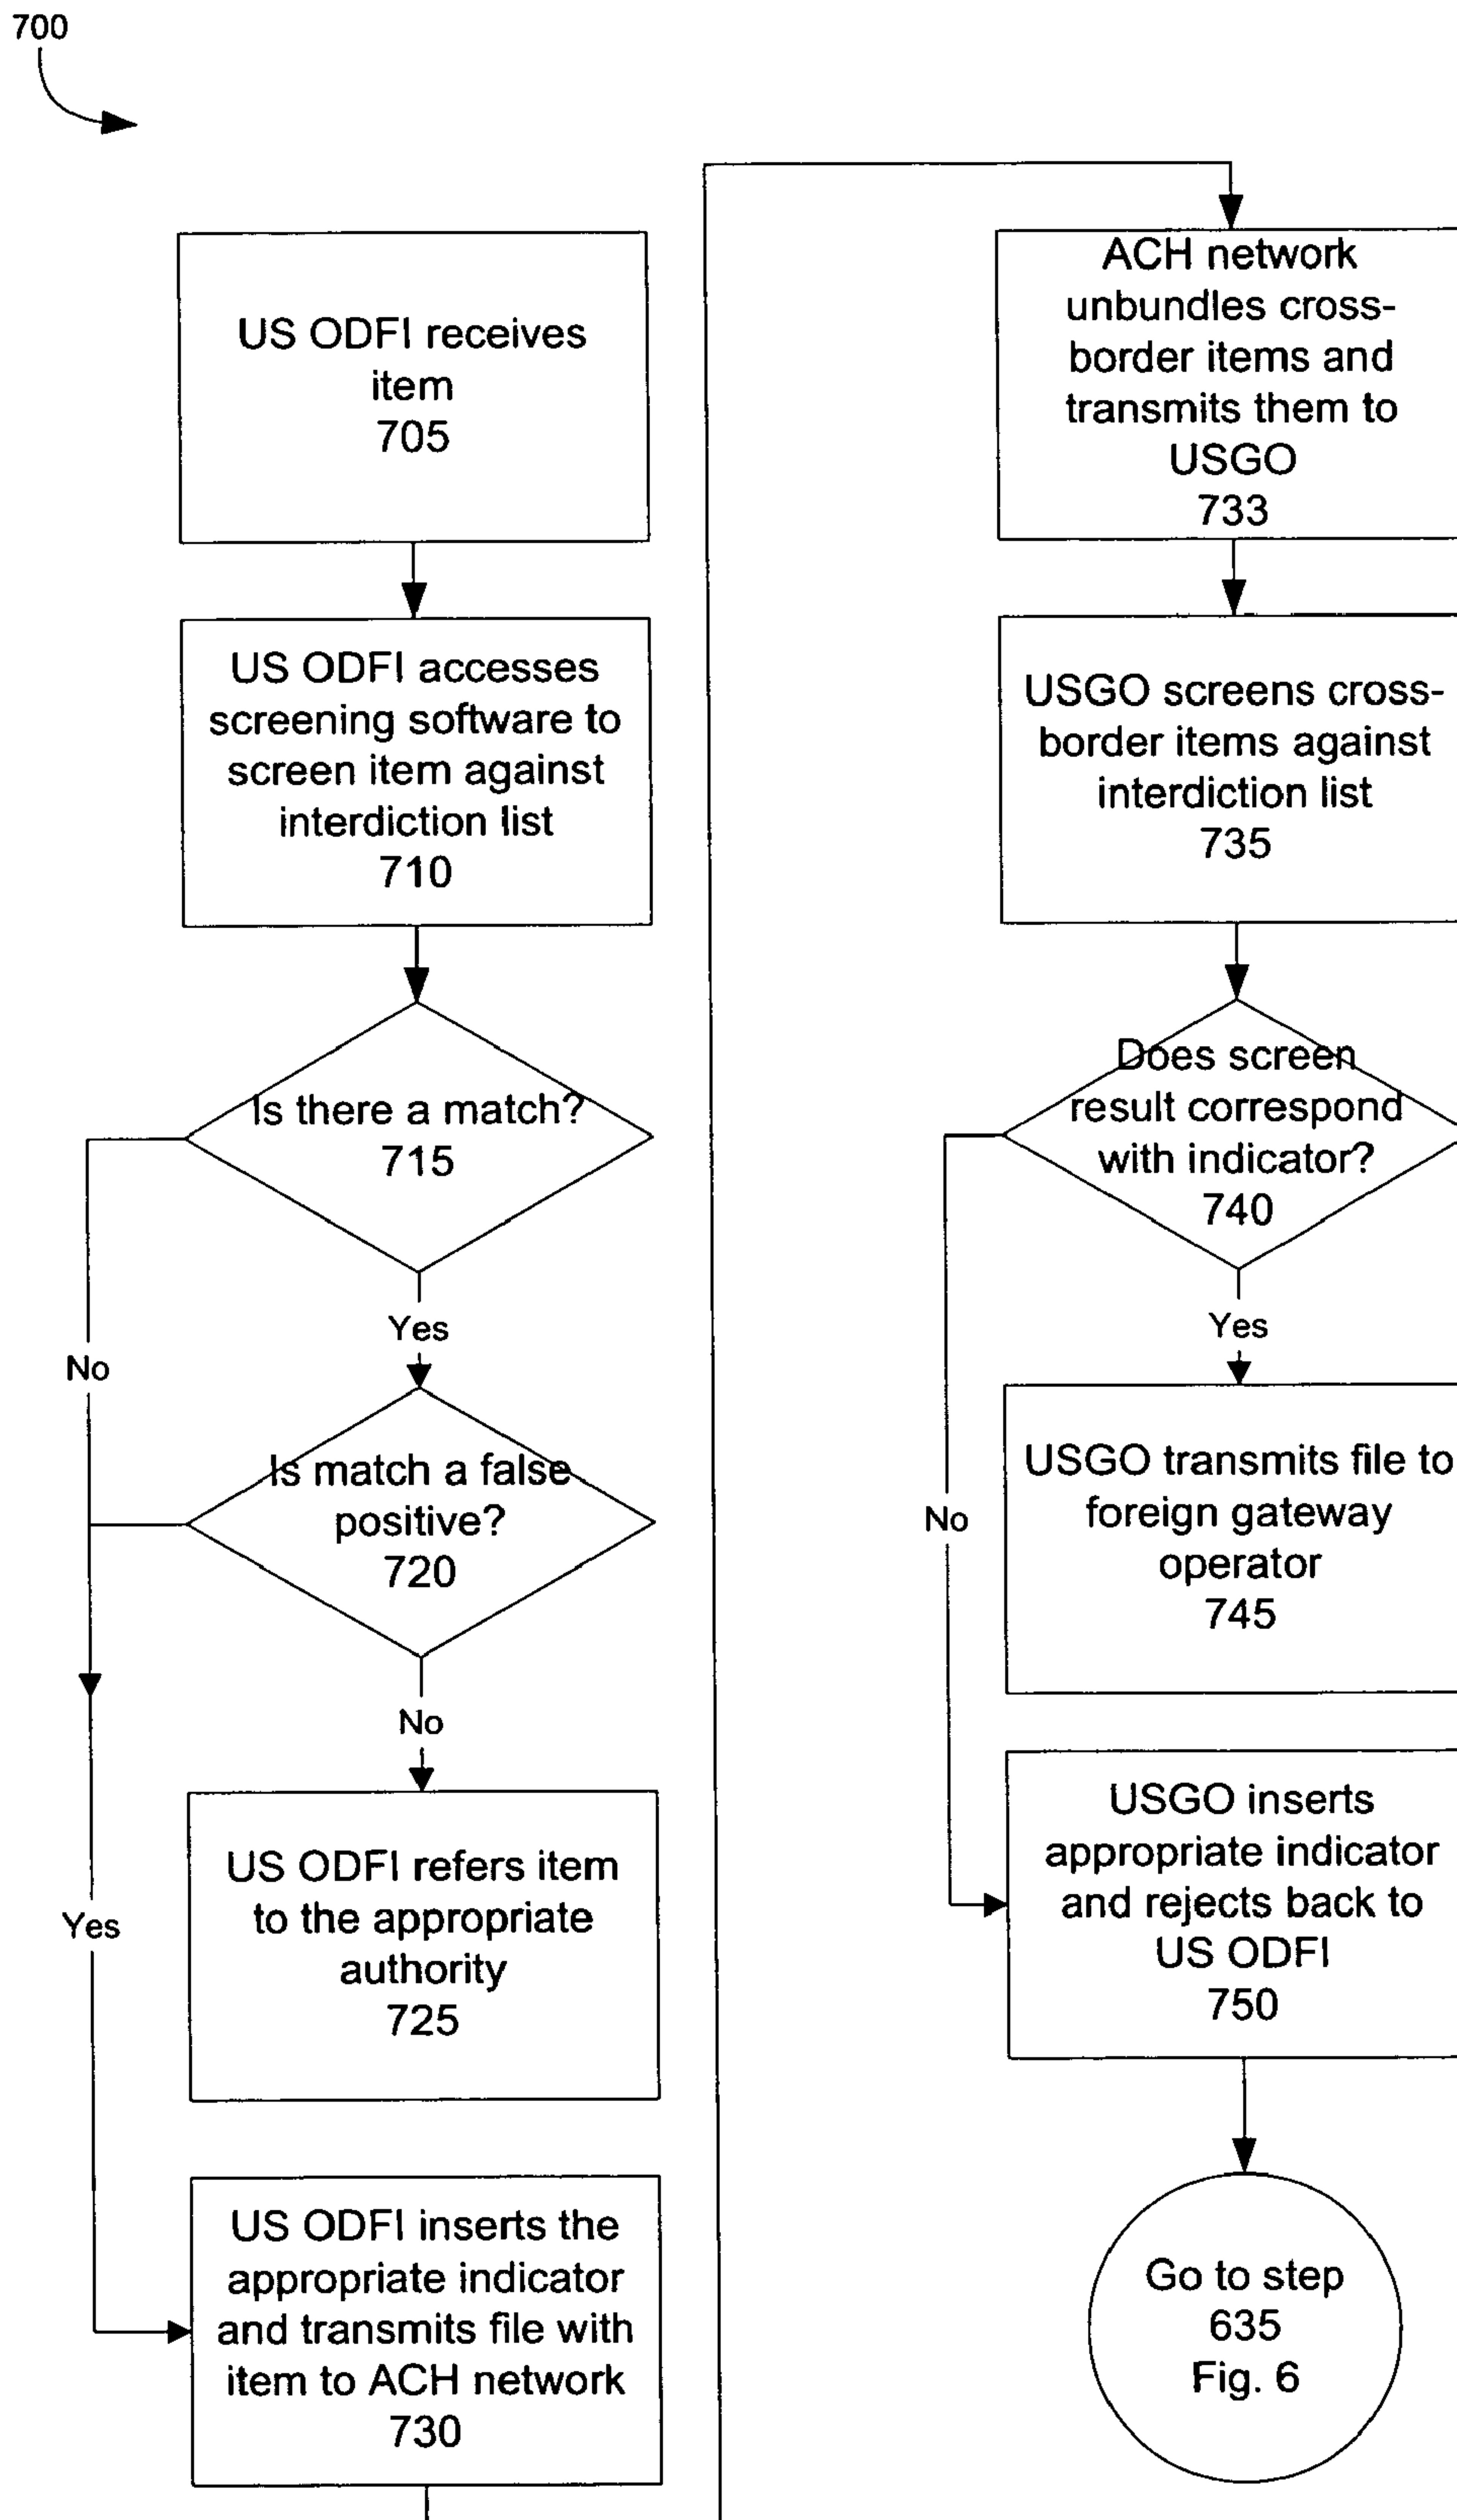 700
US ODFI receives
item
705
US ODFI accesses
screening software to
screen item against
interdiction list
710
Is there a match?
715
Yes
No
Is match a false
positive?
720
No
US ODFI refers item
to the appropriate
authority
725
Yes
US ODFI inserts the
appropriate indicator
and transmits file with
item to ACH network
730
ACH network
unbundles cross-
border items and
transmits them to
USGO
733
USGO screens cross-
border items against
interdiction list
735
Does screen
result correspond
with indicator?
740
Yes
No
USGO transmits file to
foreign gateway
operator
745
USGO inserts
appropriate indicator
and rejects back to
US ODFI
750
Go to step
635
Fig. 6